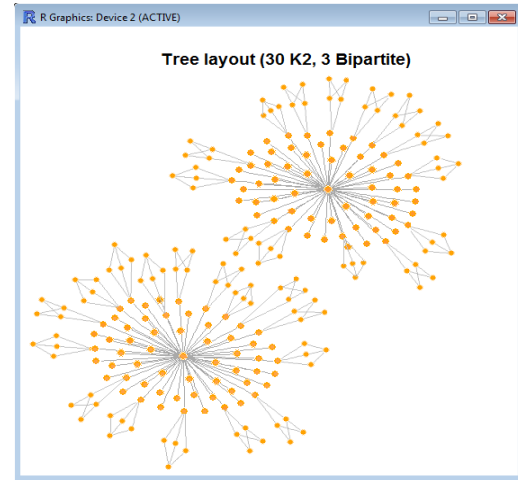 R Graphics: Device 2 (ACTIVE)
Tree layout (30 K2, 3 Bipartite)